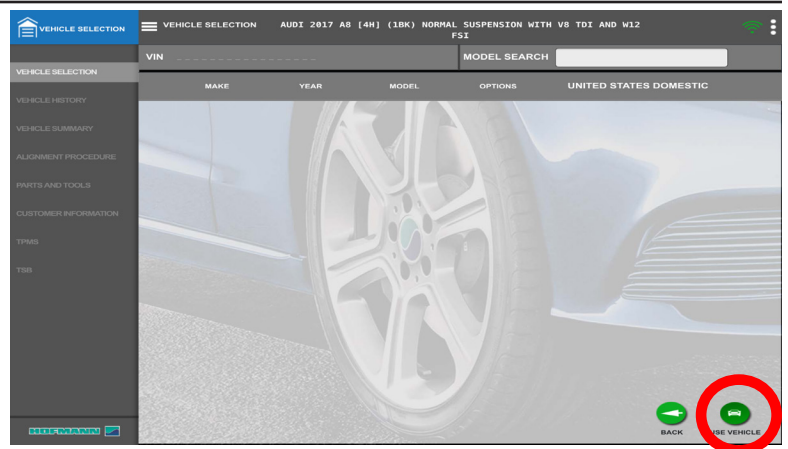 VEHICLE SELECTION
VEHICLE SELECTION
AUDI 2017 A8 [4H] (1BK) NORMAL SUSPENSION WITH V8 TDI AND W12
FSI
VIN _ _ _ _ _ _ _ _ _ _ _ _ _ _ _ _ _
MODEL SEARCH
VEHICLE SELECTION
VEHICLE HISTORY
VEHICLE SUMMARY
ALIGNMENT PROCEDURE
PARTS AND TOOLS
CUSTOMER INFORMATION
TPMS
TSB
MAKE YEAR MODEL OPTIONS UNITED STATES DOMESTIC
BACK
USE VEHICLE
HOFMANN